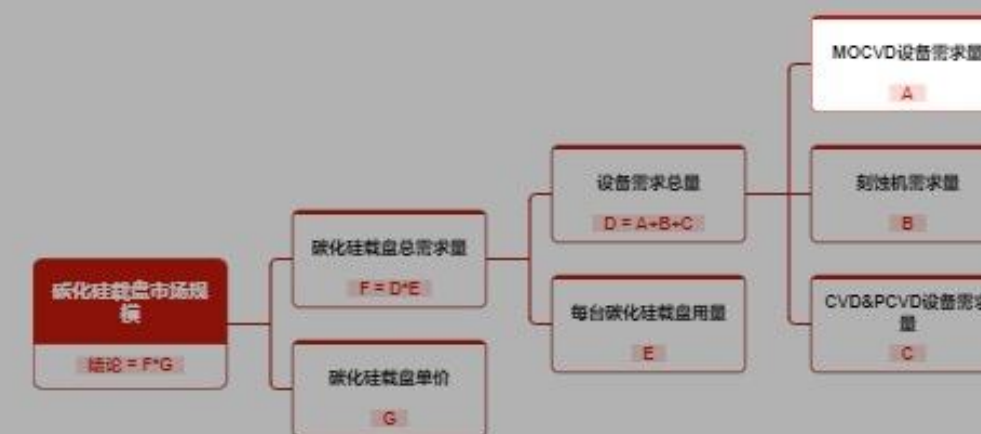 MOCVD设备需求量
A
设备需求总量
D = A+B+C
刻蚀机需求量
B
碳化硅载盘总需求量
F = D*E
碳化硅载盘市场规
模
结论 = F*G
每台碳化硅载盘用量
E
CVD&PCVD设备需求
量
C
碳化硅载盘单价
G